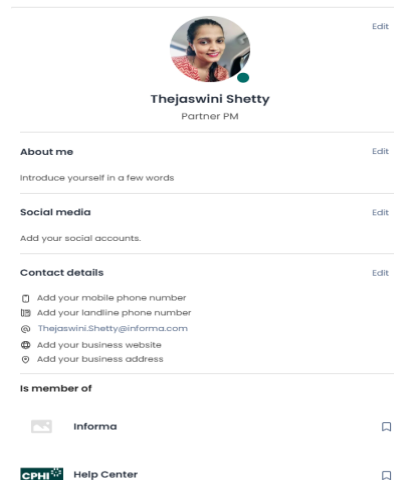 Edit
Thejaswini Shetty
Partner PM
About me
Edit
Introduce yourself in a few words
Social media
Edit
Add your social accounts.
Contact details
Edit
Add your mobile phone number
Add your landline phone number
Thejaswini.Shetty@informa.com
Add your business website
Add your business address
Is member of
Informa
CPHI
Help Center